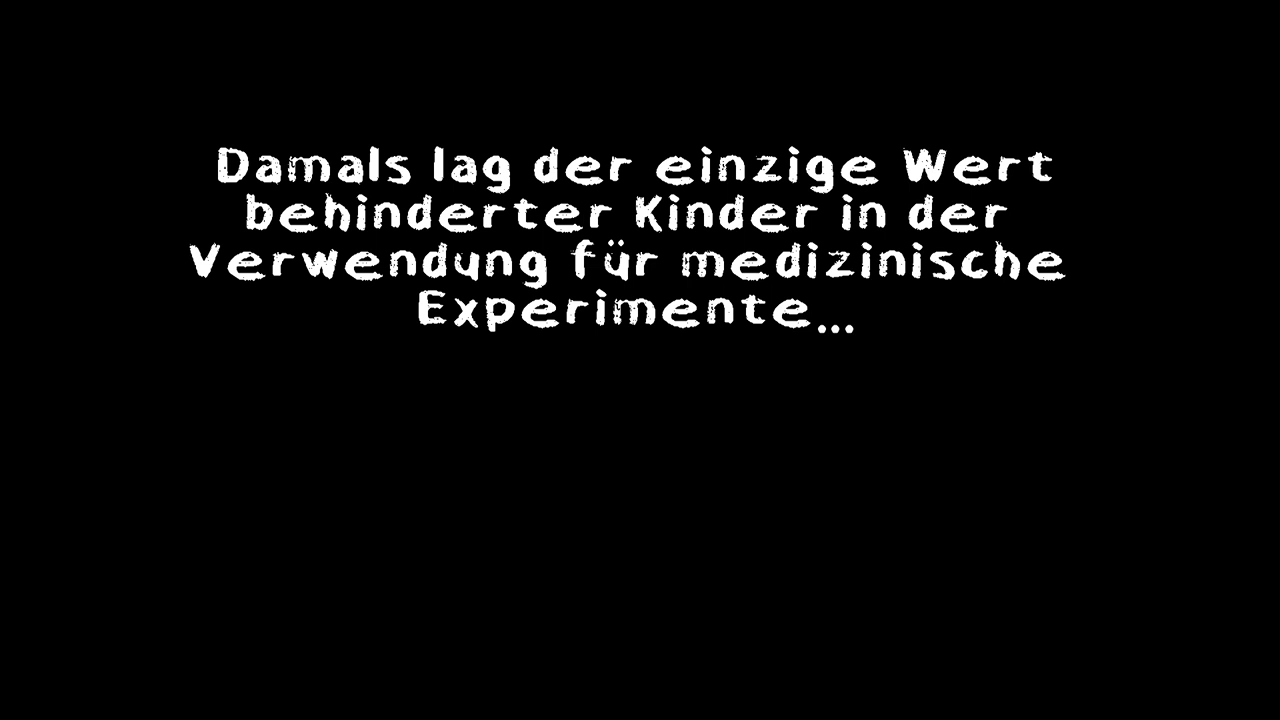 Damals lag der einzige Wert
behinderter Kinder in der
Verwendung für medizinische
Experimente...